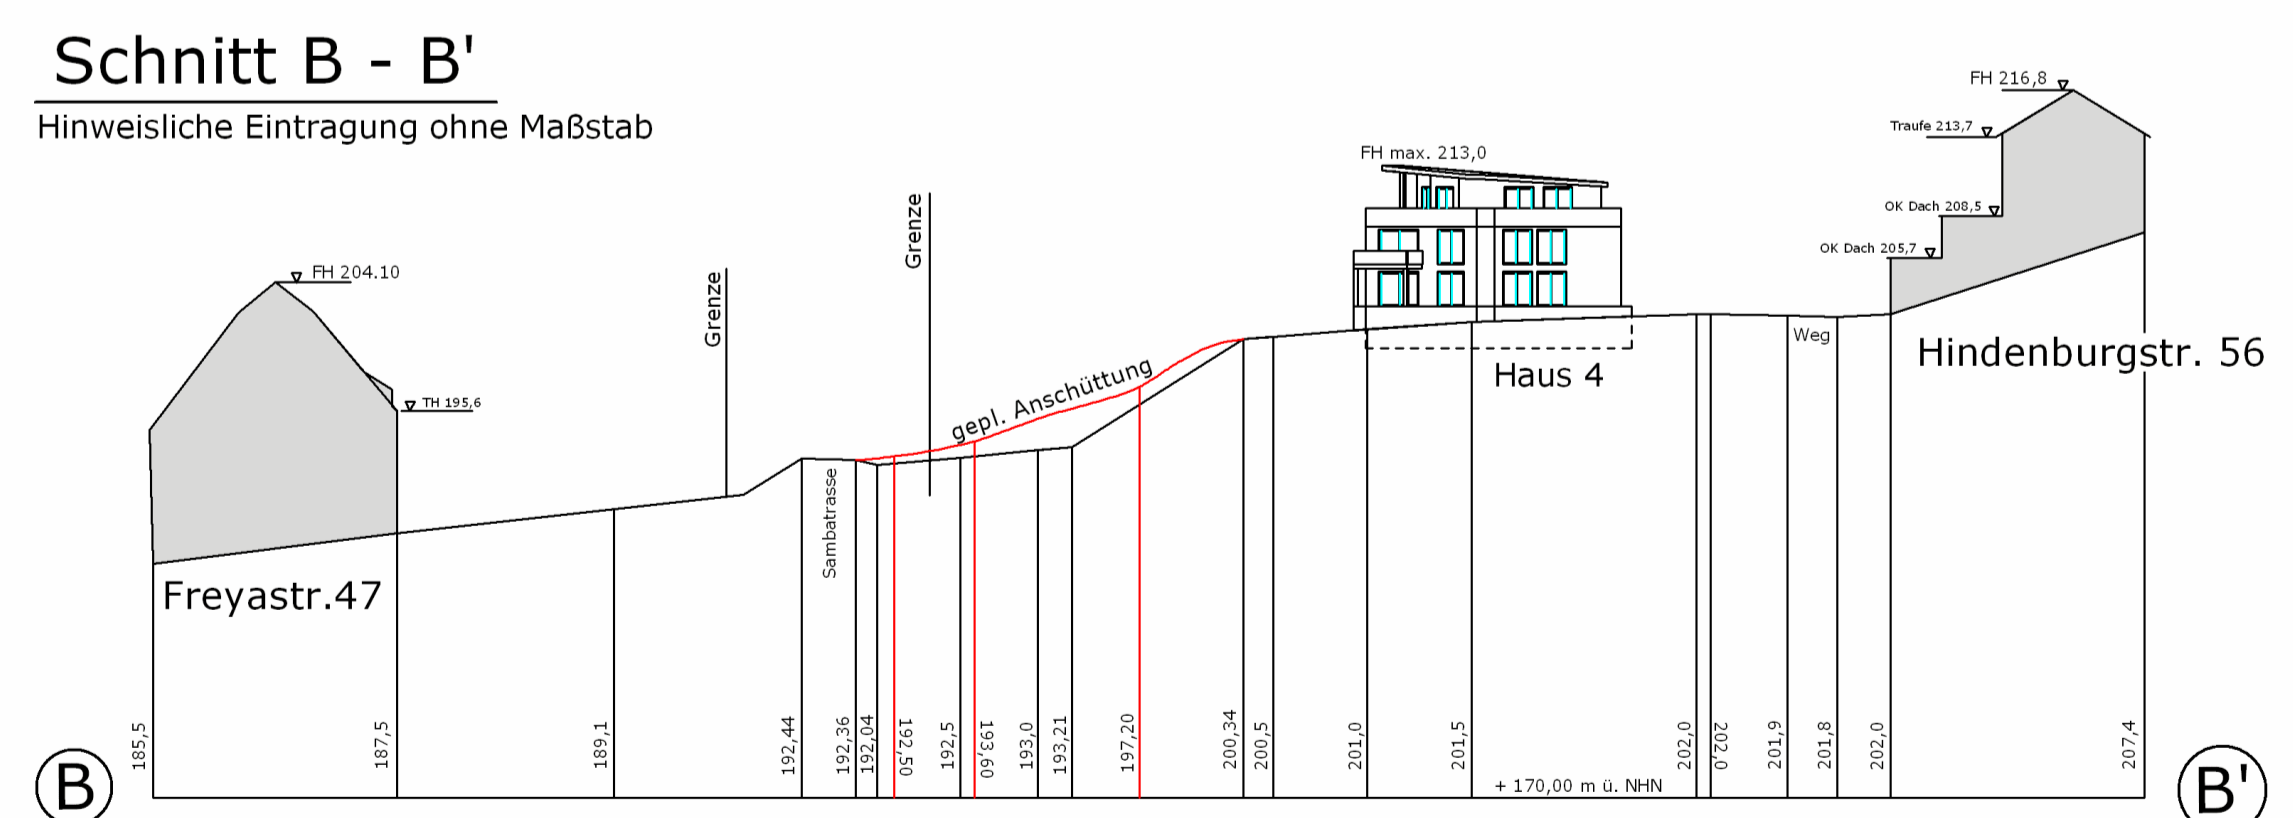 Schnitt B - B'
Hinweisliche Eintragung ohne Maßstab
FH 216,8
Traufe 213,7
FH max. 213,0
OK Dach 208,5
OK Dach 205,7
FH 204.10
Grenze
Grenze
TH 195,6
gepl. Anschüttung
Weg
Haus 4
Hindenburgstr. 56
Sambatrasse
Freyastr.47
185,5
187,5
189,1
192,44
192,36
192,04
192,50
192,5
193,60
193,0
193,21
197,20
200,34
200,5
201,0
201,5
202,0
202,0
201,9
201,8
202,0
207,4
+ 170,00 m ü. NHN
B
B'